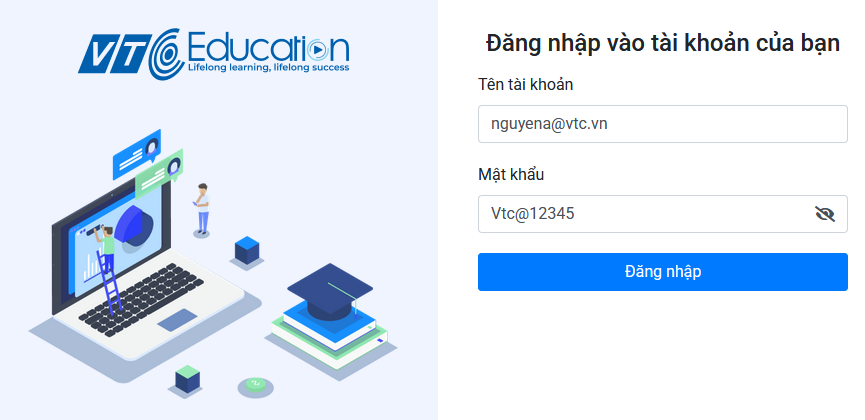 VTC Education
Lifelong learning, lifelong success
Đăng nhập vào tài khoản của bạn
Tên tài khoản
nguyena@vtc.vn
Mật khẩu
Vtc@12345
Đăng nhập